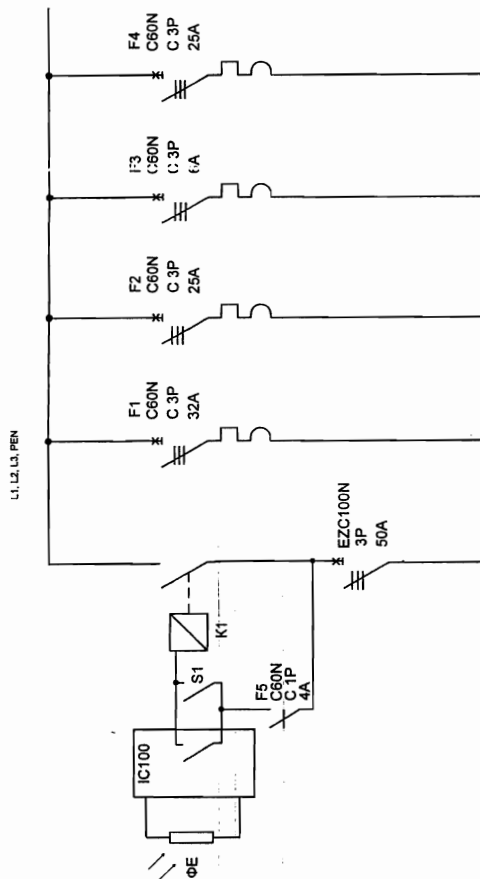 F4
C60N
C 3P
25A
F3
C60N
C 3P
6A
F2
C60N
C 3P
25A
F1
C60N
C 3P
32A
L1, L2, L3, PEN
EZC100N
3P
50A
K1
S1
F5
C60N
C 1P
4A
IC100
ФЕ